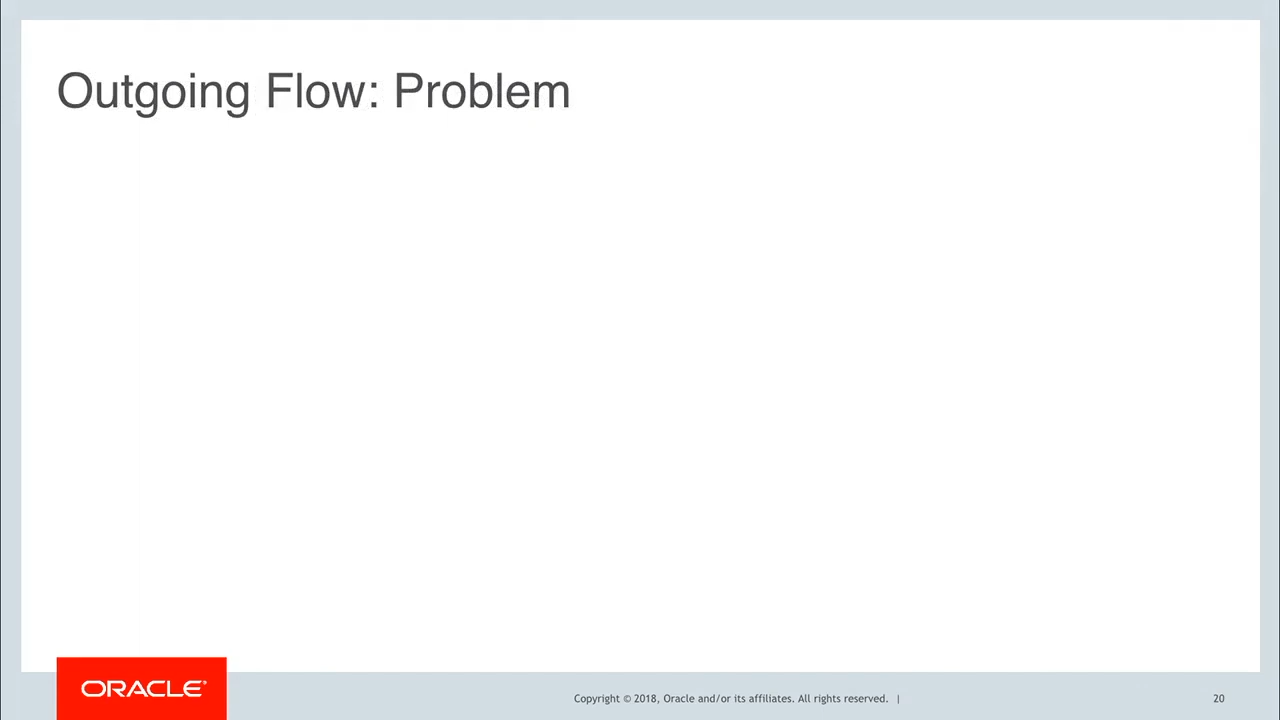 Outgoing Flow: Problem
ORACLE®
Copyright © 2018, Oracle and/or its affiliates. All rights reserved. |
20